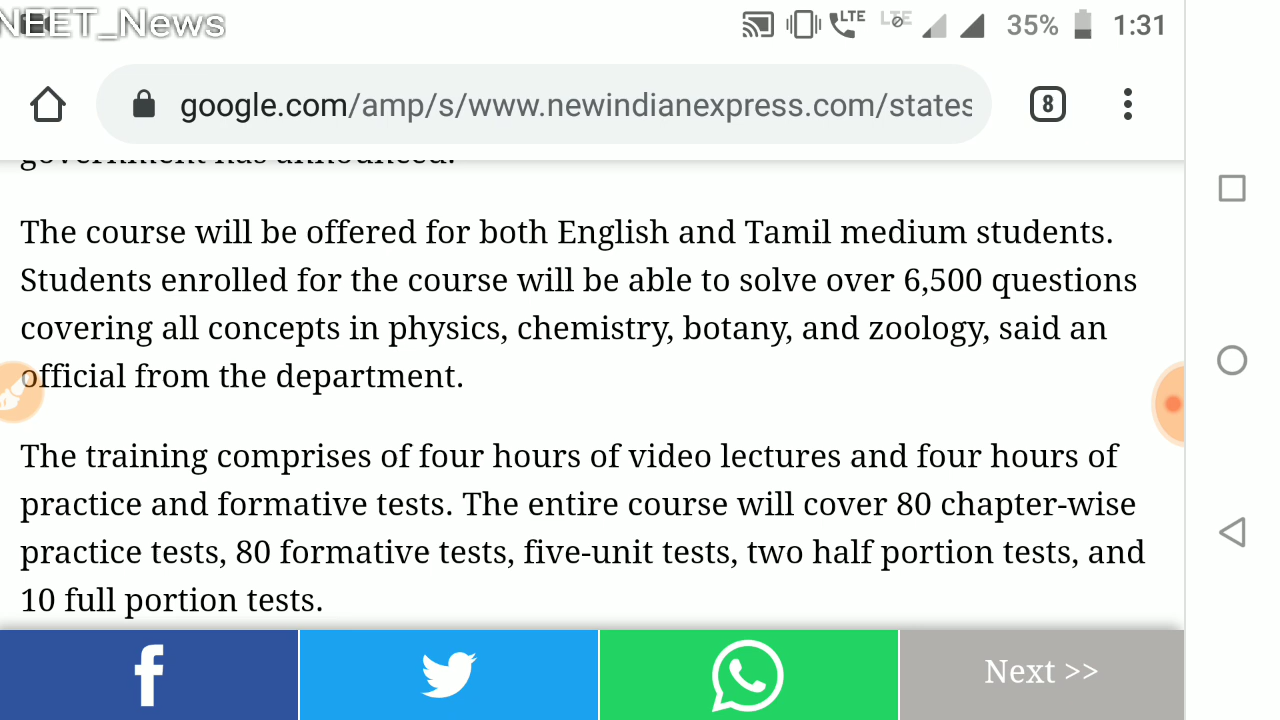 NEET_News
LTE LTE 35% 1:31
google.com/amp/s/www.newindianexpress.com/states
8
government has announced.
The course will be offered for both English and Tamil medium students.
Students enrolled for the course will be able to solve over 6,500 questions
covering all concepts in physics, chemistry, botany, and zoology, said an
official from the department.
The training comprises of four hours of video lectures and four hours of
practice and formative tests. The entire course will cover 80 chapter-wise
practice tests, 80 formative tests, five-unit tests, two half portion tests, and
10 full portion tests.
Next >>